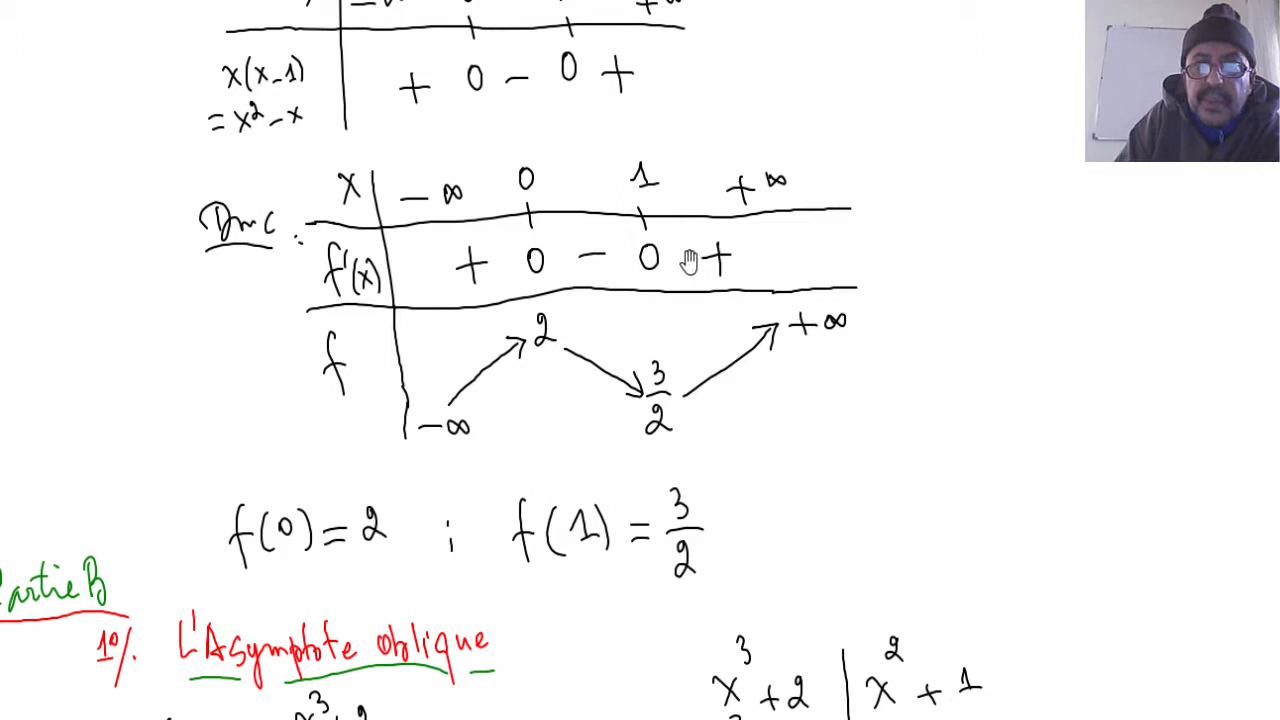 -∞ +∞
x(x-1) + 0 - 0 +
= x² - x
x -∞ 0 1 +∞
Donc :
f'(x) + 0 - 0 +
f -∞ ↗ 2 ↘ 3/2 ↗ +∞
f(0) = 2 ; f(1) = 3/2
Partie B
1°/. L'Asymptote oblique
x³ + 2 | x² + 1